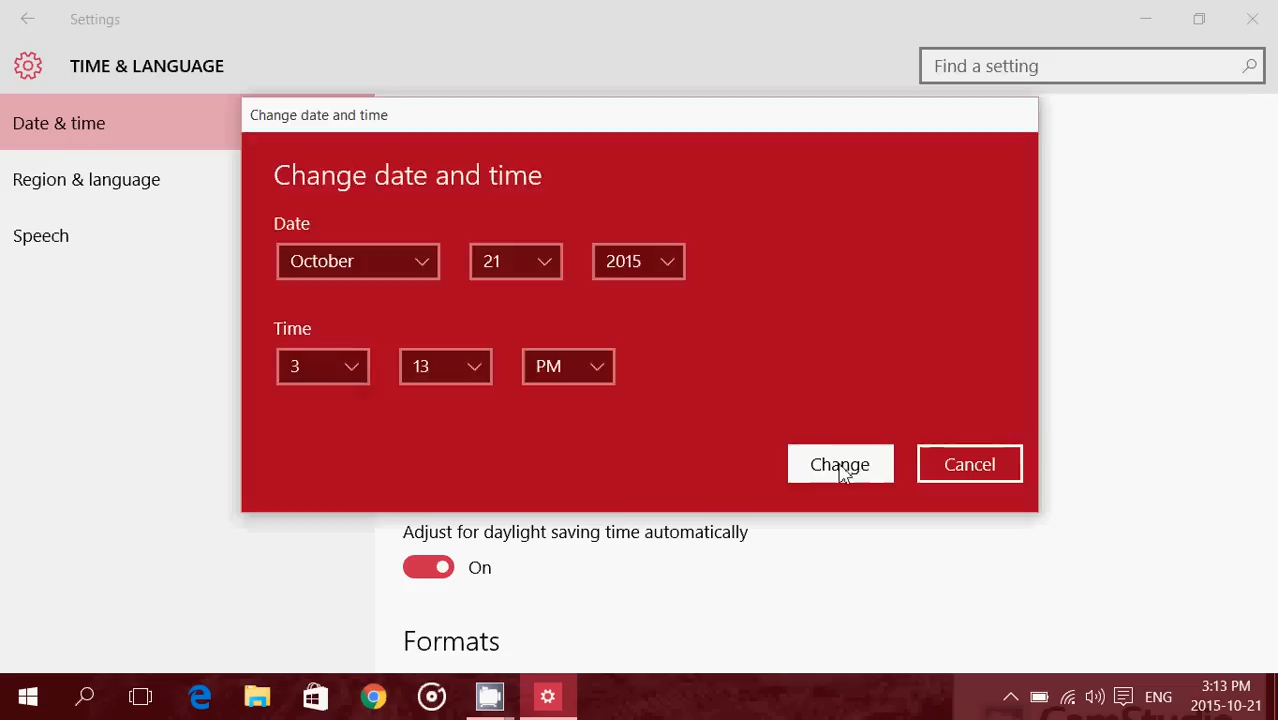 Settings
TIME & LANGUAGE
Find a setting
Date & time
Region & language
Speech
Change date and time
Change date and time
Date
October 21 2015
Time
3 13 PM
Change Cancel
Adjust for daylight saving time automatically
On
Formats
ENG
3:13 PM
2015-10-21